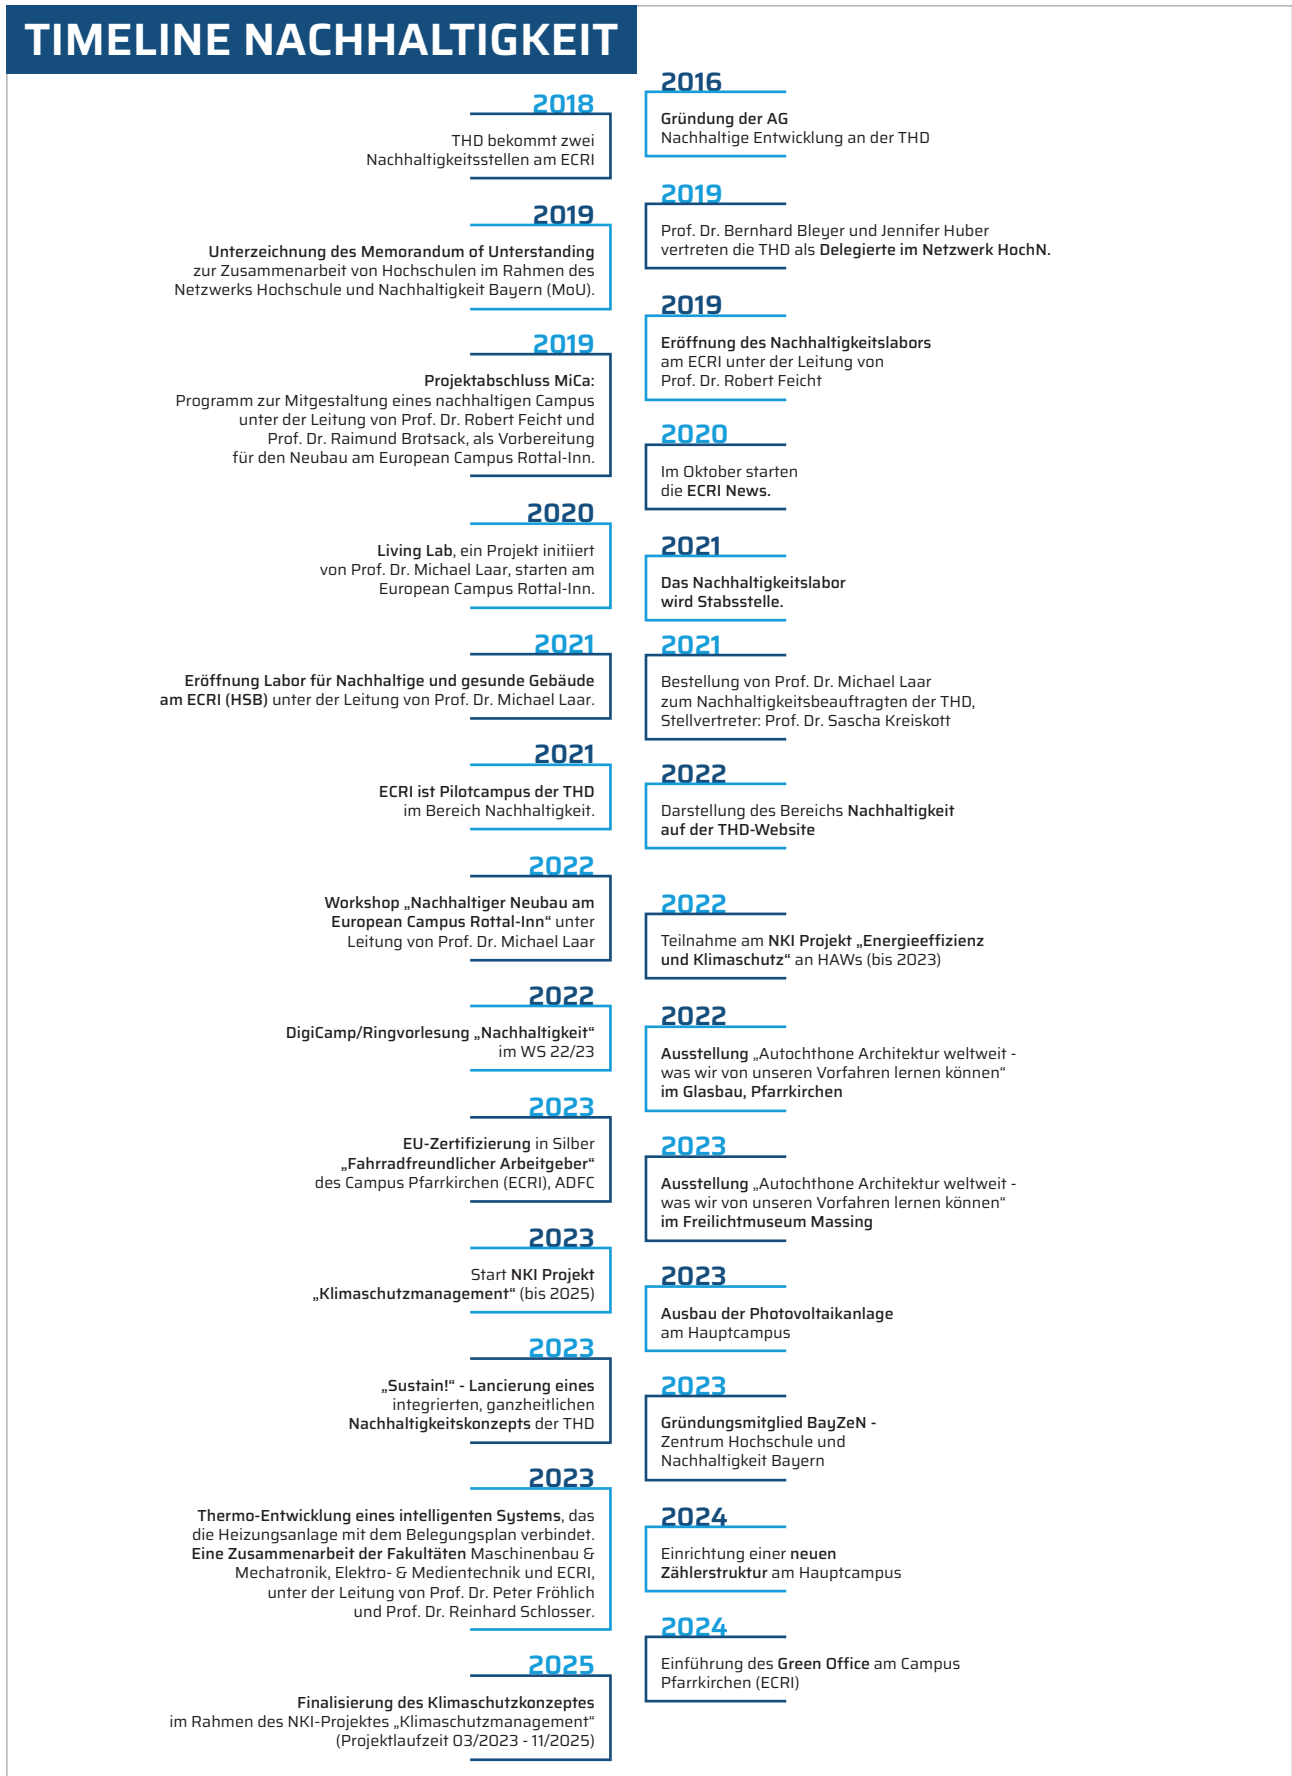 TIMELINE NACHHALTIGKEIT
2016
Gründung der AG
Nachhaltige Entwicklung an der THD
2018
THD bekommt zwei
Nachhaltigkeitsstellen am ECRI
2019
Prof. Dr. Bernhard Bleyer und Jennifer Huber
vertreten die THD als Delegierte im Netzwerk HochN.
2019
Unterzeichnung des Memorandum of Unterstanding
zur Zusammenarbeit von Hochschulen im Rahmen des
Netzwerks Hochschule und Nachhaltigkeit Bayern (MoU).
2019
Eröffnung des Nachhaltigkeitslabors
am ECRI unter der Leitung von
Prof. Dr. Robert Feicht
2019
Projektabschluss MiCa:
Programm zur Mitgestaltung eines nachhaltigen Campus
unter der Leitung von Prof. Dr. Robert Feicht und
Prof. Dr. Raimund Brotsack, als Vorbereitung
für den Neubau am European Campus Rottal-Inn.
2020
Im Oktober starten
die ECRI News.
2020
Living Lab, ein Projekt initiiert
von Prof. Dr. Michael Laar, starten am
European Campus Rottal-Inn.
2021
Das Nachhaltigkeitslabor
wird Stabsstelle.
2021
Eröffnung Labor für Nachhaltige und gesunde Gebäude
am ECRI (HSB) unter der Leitung von Prof. Dr. Michael Laar.
2021
Bestellung von Prof. Dr. Michael Laar
zum Nachhaltigkeitsbeauftragten der THD,
Stellvertreter: Prof. Dr. Sascha Kreiskott
2021
ECRI ist Pilotcampus der THD
im Bereich Nachhaltigkeit.
2022
Darstellung des Bereichs Nachhaltigkeit
auf der THD-Website
2022
Workshop „Nachhaltiger Neubau am
European Campus Rottal-Inn“ unter
Leitung von Prof. Dr. Michael Laar
2022
Teilnahme am NKI Projekt „Energieeffizienz
und Klimaschutz“ an HAWs (bis 2023)
2022
DigiCamp/Ringvorlesung „Nachhaltigkeit“
im WS 22/23
2022
Ausstellung „Autochthone Architektur weltweit -
was wir von unseren Vorfahren lernen können“
im Glasbau, Pfarrkirchen
2023
EU-Zertifizierung in Silber
„Fahrradfreundlicher Arbeitgeber“
des Campus Pfarrkirchen (ECRI), ADFC
2023
Ausstellung „Autochthone Architektur weltweit -
was wir von unseren Vorfahren lernen können“
im Freilichtmuseum Massing
2023
Start NKI Projekt
„Klimaschutzmanagement“ (bis 2025)
2023
Ausbau der Photovoltaikanlage
am Hauptcampus
2023
„Sustain!“ - Lancierung eines
integrierten, ganzheitlichen
Nachhaltigkeitskonzepts der THD
2023
Gründungsmitglied BayZeN -
Zentrum Hochschule und
Nachhaltigkeit Bayern
2023
Thermo-Entwicklung eines intelligenten Systems, das
die Heizungsanlage mit dem Belegungsplan verbindet.
Eine Zusammenarbeit der Fakultäten Maschinenbau &
Mechatronik, Elektro- & Medientechnik und ECRI,
unter der Leitung von Prof. Dr. Peter Fröhlich
und Prof. Dr. Reinhard Schlosser.
2024
Einrichtung einer neuen
Zählerstruktur am Hauptcampus
2024
Einführung des Green Office am Campus
Pfarrkirchen (ECRI)
2025
Finalisierung des Klimaschutzkonzeptes
im Rahmen des NKI-Projektes „Klimaschutzmanagement“
(Projektlaufzeit 03/2023 - 11/2025)